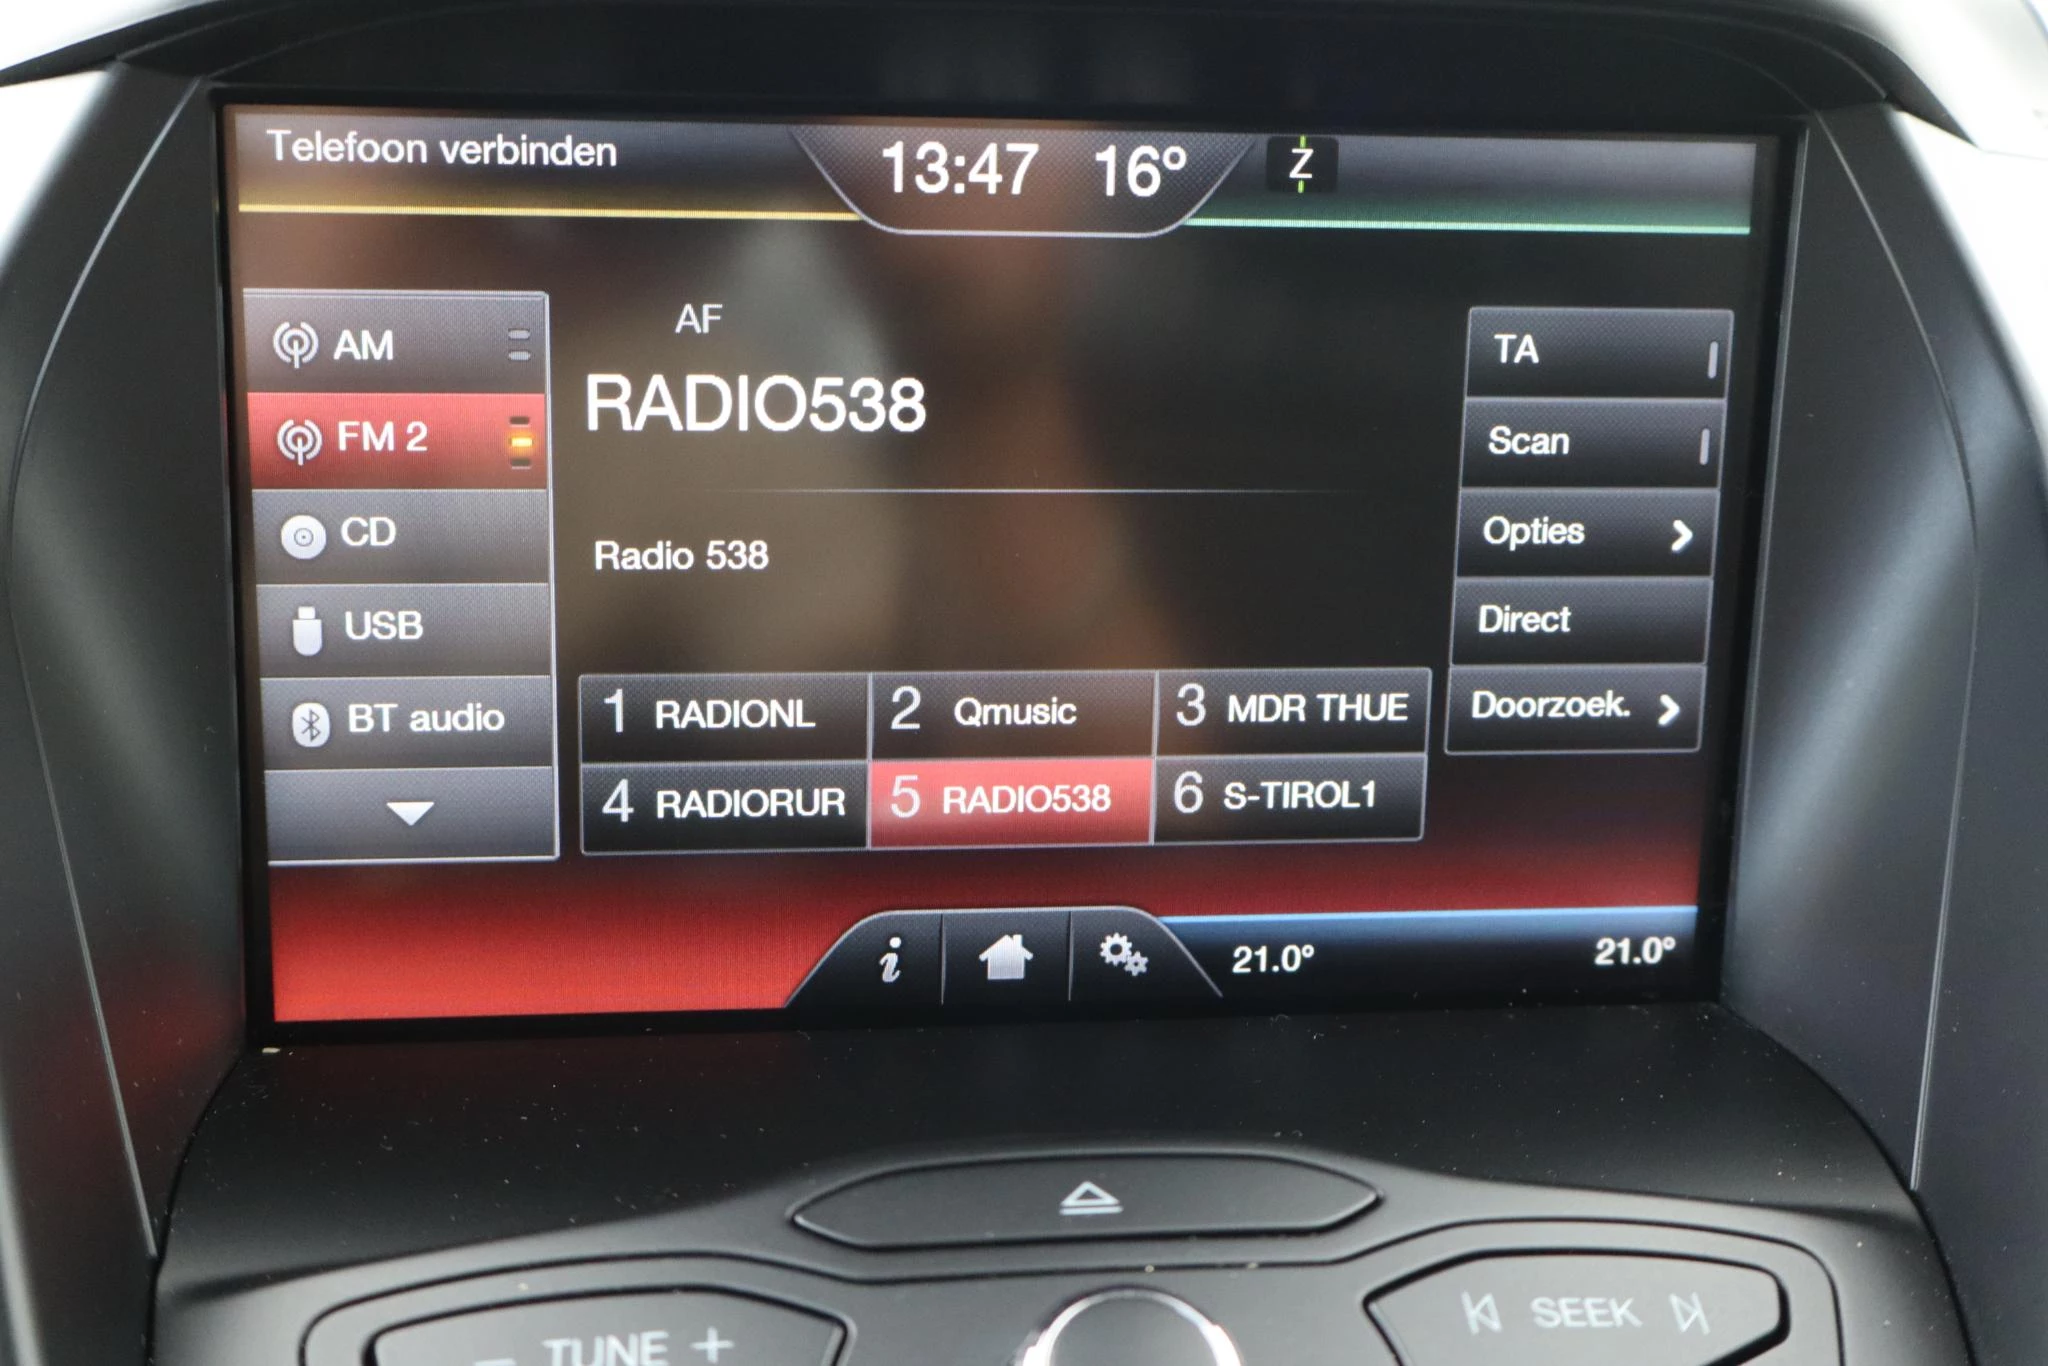 Telefoon verbinden
13:47 16° Z
AM
FM 2
CD
USB
BT audio
AF
RADIO538
Radio 538
TA
Scan
Opties
Direct
Doorzoek.
1 RADIONL
2 Qmusic
3 MDR THUE
4 RADIORUR
5 RADIO538
6 S-TIROL1
i
21.0° 21.0°
− TUNE +
SEEK